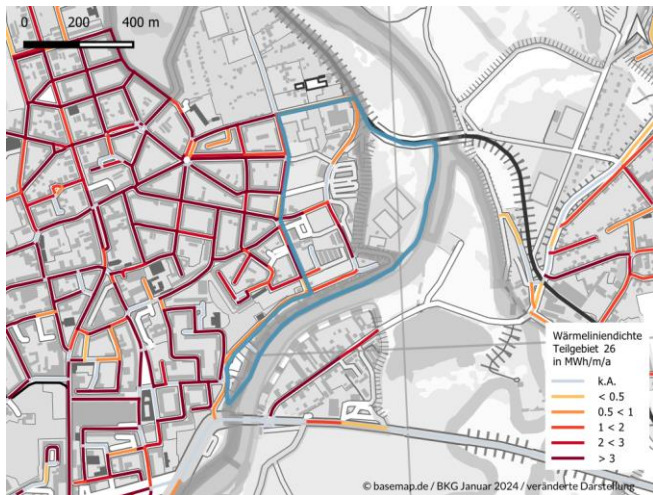 0 200 400 m
Wärmeliniendichte
Teilgebiet 26
in MWh/m/a
k.A.
< 0.5
0.5 < 1
1 < 2
2 < 3
> 3
© basemap.de / BKG Januar 2024 / veränderte Darstellung